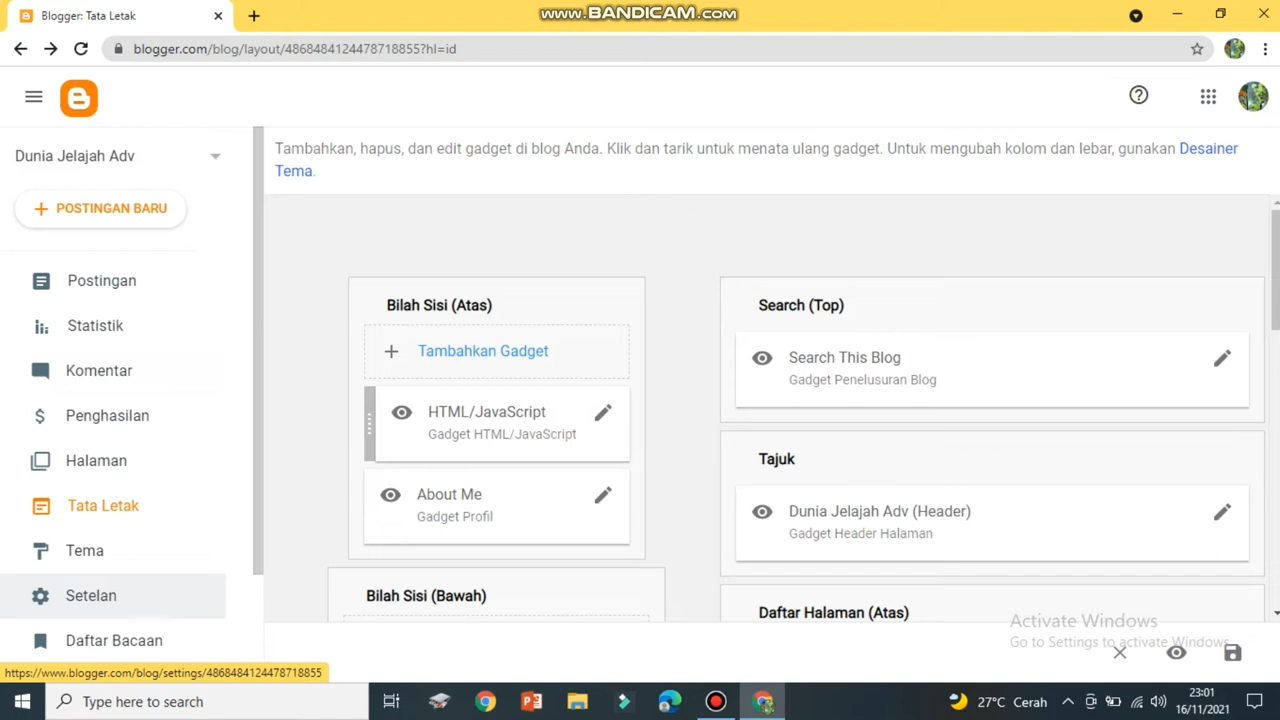 Blogger: Tata Letak
www.BANDICAM.com
blogger.com/blog/layout/4868484124478718855?hl=id
Dunia Jelajah Adv
POSTINGAN BARU
Postingan
Statistik
Komentar
Penghasilan
Halaman
Tata Letak
Tema
Setelan
Daftar Bacaan
https://www.blogger.com/blog/settings/4868484124478718855
Tambahkan, hapus, dan edit gadget di blog Anda. Klik dan tarik untuk menata ulang gadget. Untuk mengubah kolom dan lebar, gunakan Desainer
Tema.
Bilah Sisi (Atas)
Tambahkan Gadget
HTML/JavaScript
Gadget HTML/JavaScript
About Me
Gadget Profil
Bilah Sisi (Bawah)
Search (Top)
Search This Blog
Gadget Penelusuran Blog
Tajuk
Dunia Jelajah Adv (Header)
Gadget Header Halaman
Daftar Halaman (Atas)
Activate Windows
Go to Settings to activate Windows.
Type here to search
27°C Cerah
23:01
16/11/2021